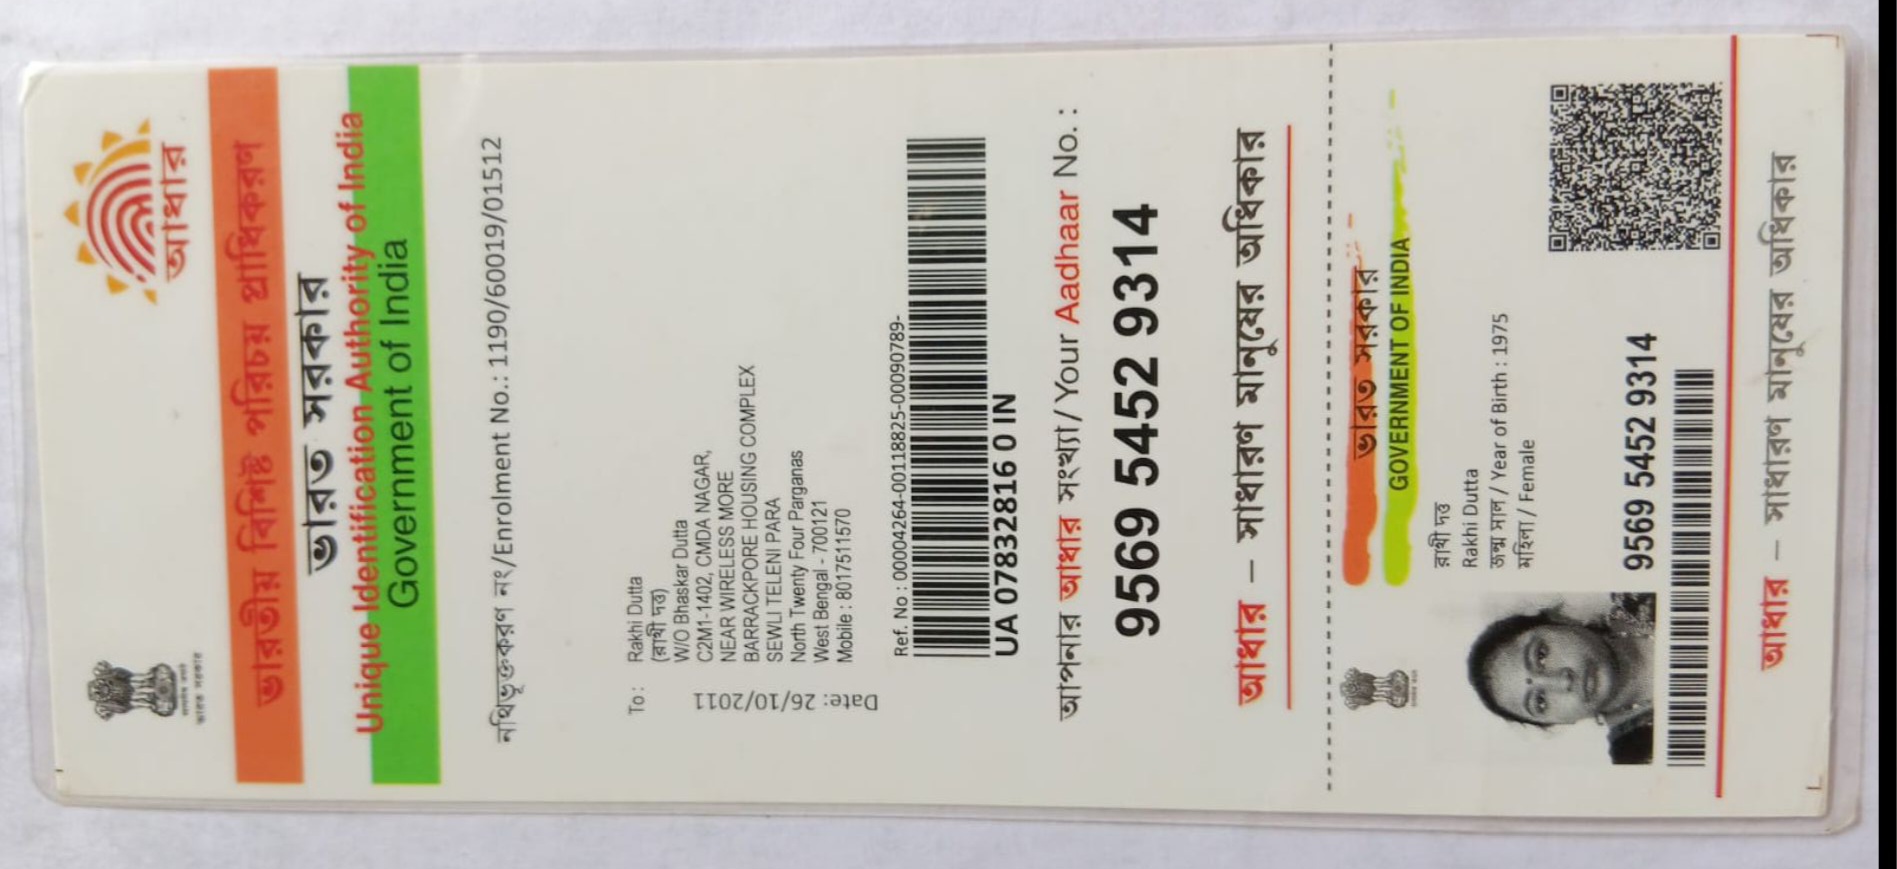 আধার
ভারতীয় বিশিষ্ট পরিচয় প্রাধিকরণ
ভারত সরকার
Unique Identification Authority of India
Government of India
নথিভুক্তকরণ নং/Enrolment No.: 1190/60019/01512
To:
Rakhi Dutta
(রাখী দত্ত)
W/O Bhaskar Dutta
C2M1-1402, CMDA NAGAR,
NEAR WIRELESS MORE
BARRACKPORE HOUSING COMPLEX
SEWLI TELENI PARA
North Twenty Four Parganas
West Bengal - 700121
Mobile : 8017511570
Date: 26/10/2011
Ref. No : 00004264-00118825-00090789-
UA 07832816 0 IN
আপনার আধার সংখ্যা / Your Aadhaar No. :
9569 5452 9314
আধার – সাধারণ মানুষের অধিকার
ভারত সরকার
GOVERNMENT OF INDIA
রাখী দত্ত
Rakhi Dutta
জন্ম সাল / Year of Birth : 1975
মহিলা / Female
9569 5452 9314
আধার – সাধারণ মানুষের অধিকার